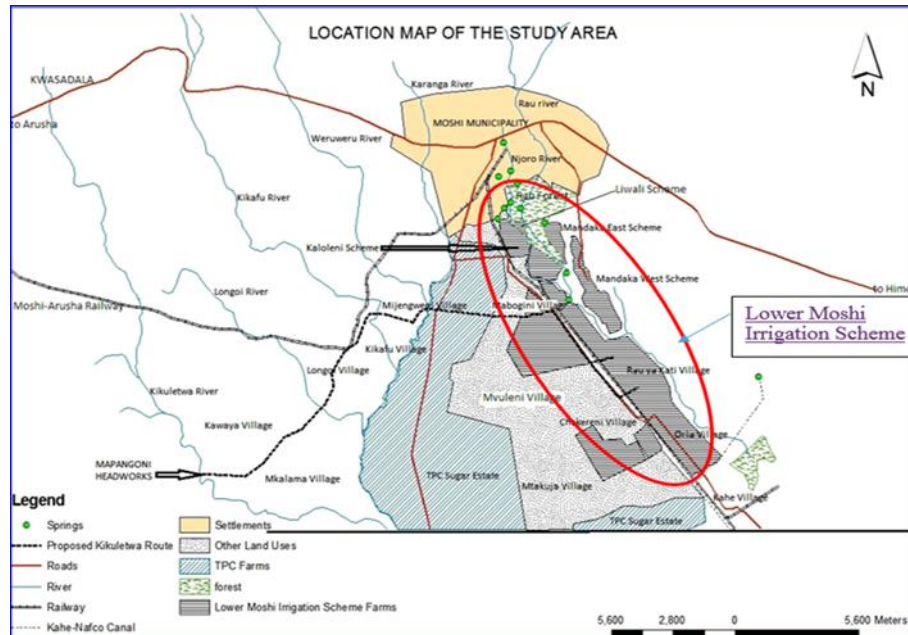 LOCATION MAP OF THE STUDY AREA
N
Karanga River
KWASADALA
Rau river
to Arusha
MOSHI MUNICIPALITY
Weruweru River
Njoro River
Kikafu River
Rau Forest
Liwali Scheme
Mandaka East Scheme
Kaloleni Scheme
Mandaka West Scheme
Longoi River
to Himo
Moshi-Arusha Railway
Mijengweni Village
Mabogini Village
Lower Moshi
Irrigation Scheme
Kikafu Village
Longoi Village
Rau ya Kati Village
Kikuletwa River
Mvuleni Village
Kawaya Village
Chekereni Village
Oria Village
MAPANGONI
HEADWORKS
Mkalama Village
TPC Sugar Estate
Mtakuja Village
Kahe Village
TPC Sugar Estate
Legend
Springs
Proposed Kikuletwa Route
Roads
River
Railway
Kahe-Nafco Canal
Settlements
Other Land Uses
TPC Farms
forest
Lower Moshi Irrigation Scheme Farms
5,600 2,800 0 5,600 Meters